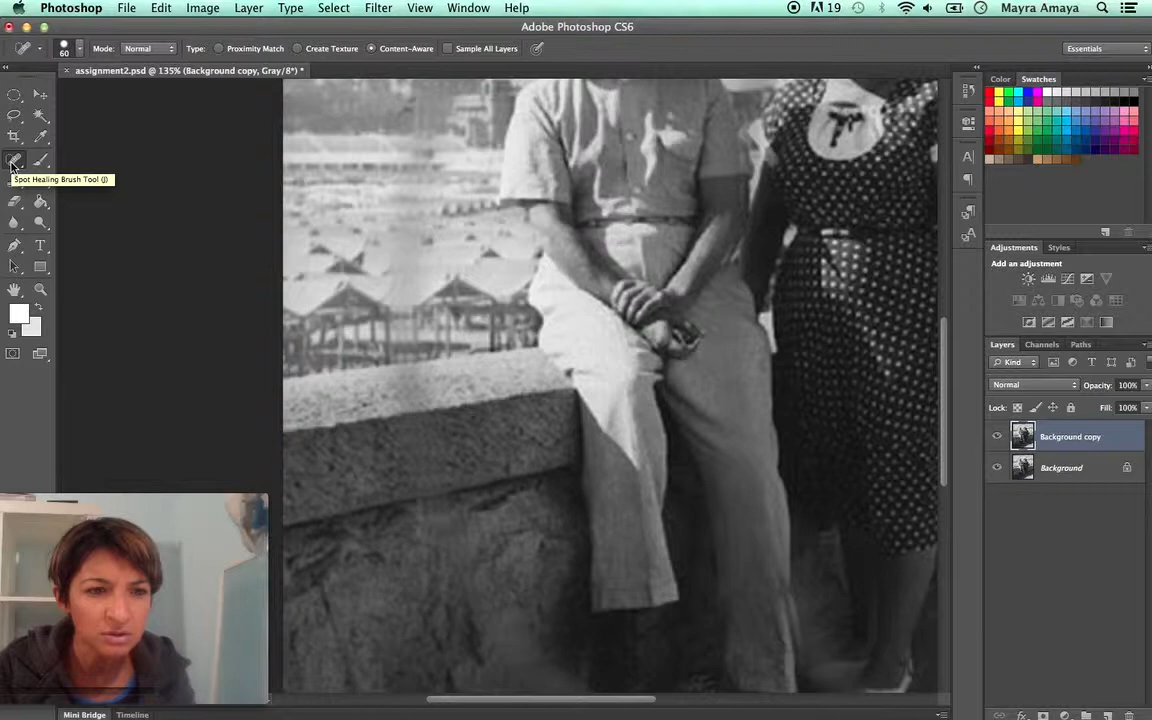 Photoshop File Edit Image Layer Type Select Filter View Window Help 19 Mayra Amaya
Adobe Photoshop CS6
60 Mode: Normal Type: Proximity Match Create Texture Content-Aware Sample All Layers Essentials
× assignment2.psd @ 135% (Background copy, Gray/8*) *
Color Swatches
Spot Healing Brush Tool (J)
Adjustments Styles
Add an adjustment
Layers Channels Paths
Kind
Normal Opacity: 100%
Lock: Fill: 100%
Background copy
Background
Mini Bridge Timeline